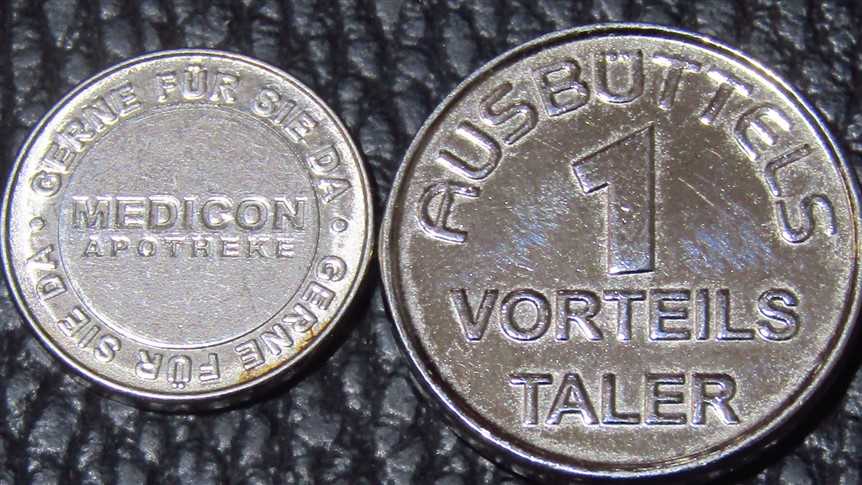 GERNE FÜR SIE DA · GERNE FÜR SIE DA ·
MEDICON
APOTHEKE
AUSBÜTTELS
1
VORTEILS
TALER